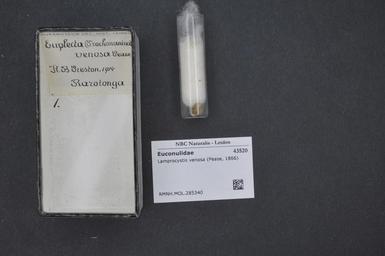 Euplecta (Trochonanina)
venosa Pease
H. B. Preston, 1914
Rarotonga
1.
NBC Naturalis - Leiden
Euconulidae 43520
Lamprocystis venosa (Pease, 1866)
RMNH.MOL.285340